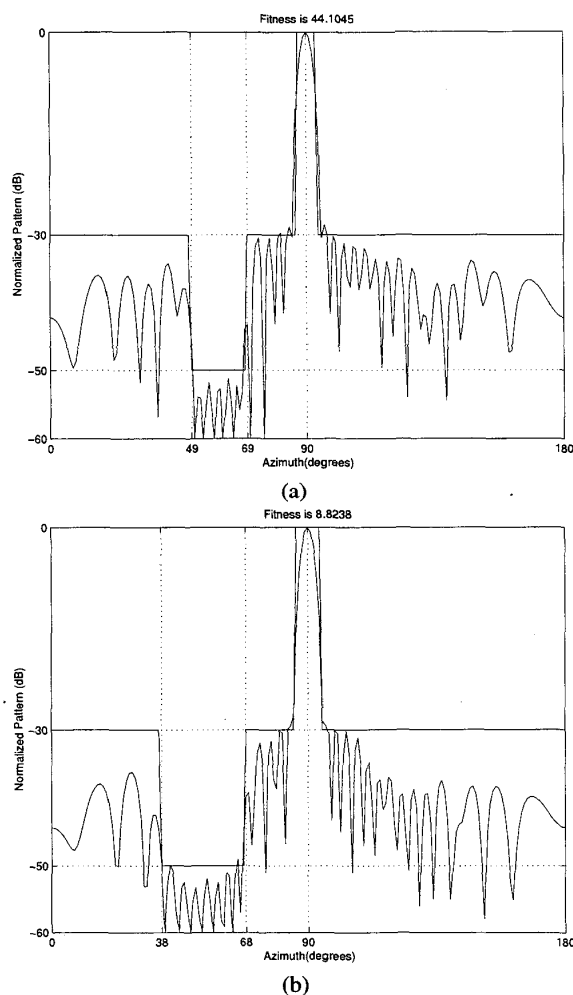 Fitness is 44.1045
0
-30
-50
-60
Normalized Pattern (dB)
0 49 69 90 180
Azimuth(degrees)
(a)
Fitness is 8.8238
0
-30
-50
-60
Normalized Pattern (dB)
0 38 68 90 180
Azimuth(degrees)
(b)